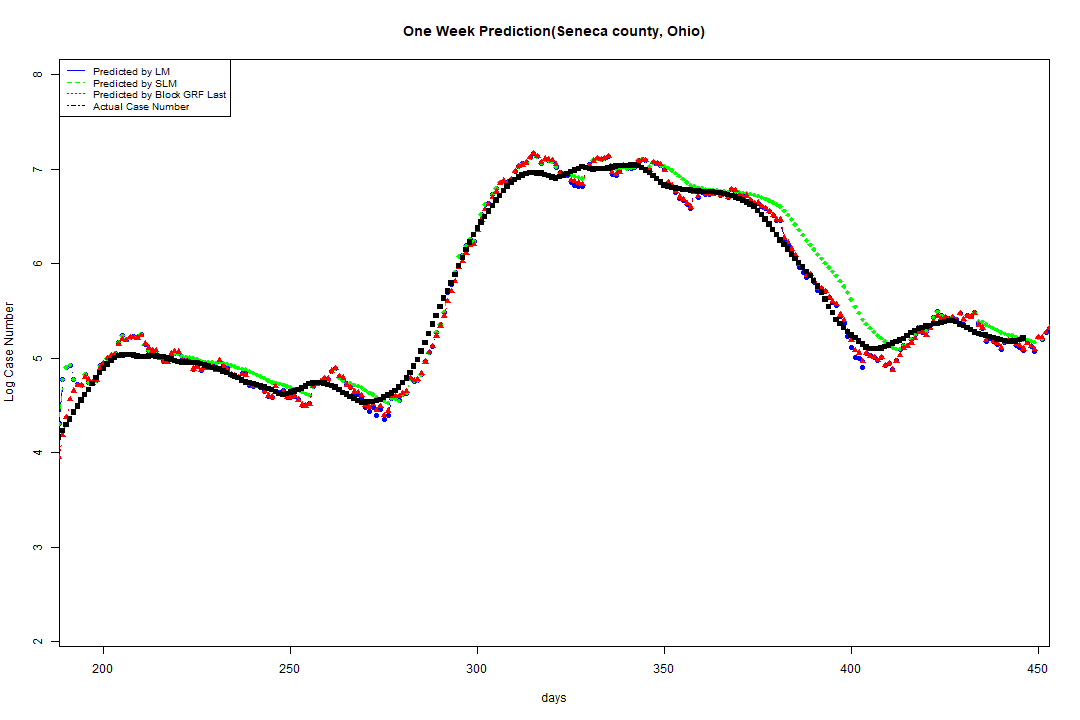 One Week Prediction(Seneca county, Ohio)
Predicted by LM
Predicted by SLM
Predicted by Block GRF Last
Actual Case Number
8
7
6
5
4
3
2
Log Case Number
200 250 300 350 400 450
days